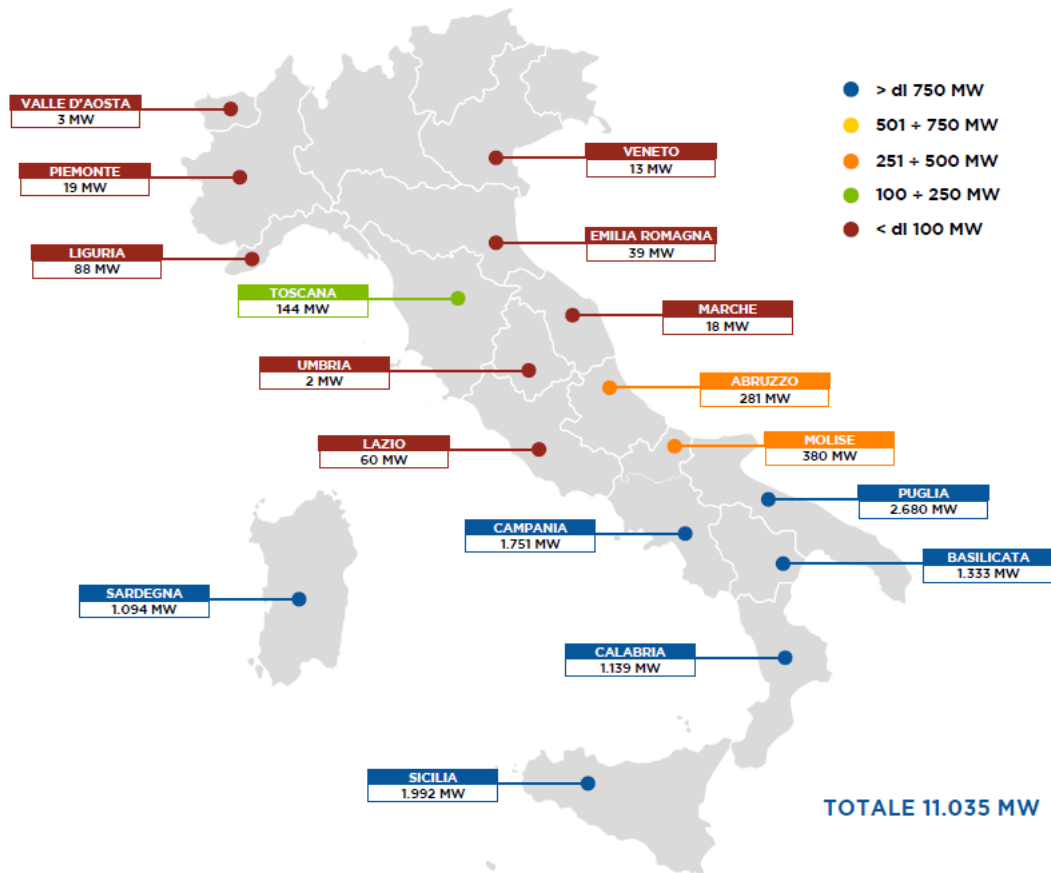 > dI 750 MW
501 ÷ 750 MW
251 ÷ 500 MW
100 ÷ 250 MW
< dI 100 MW
VALLE D'AOSTA
3 MW
VENETO
13 MW
PIEMONTE
19 MW
EMILIA ROMAGNA
39 MW
LIGURIA
88 MW
TOSCANA
144 MW
MARCHE
18 MW
UMBRIA
2 MW
ABRUZZO
281 MW
LAZIO
60 MW
MOLISE
380 MW
PUGLIA
2.680 MW
CAMPANIA
1.751 MW
BASILICATA
1.333 MW
SARDEGNA
1.094 MW
CALABRIA
1.139 MW
SICILIA
1.992 MW
TOTALE 11.035 MW